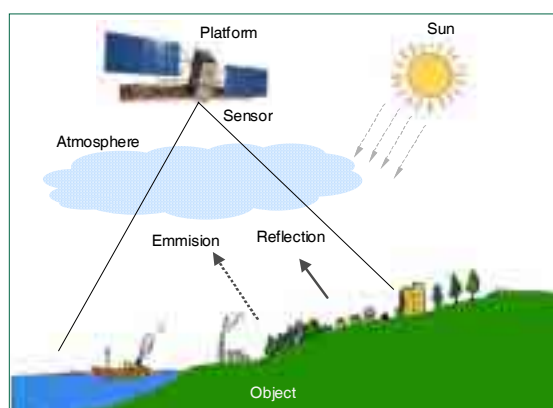 Platform
Sun
Sensor
Atmosphere
Emmision
Reflection
Object